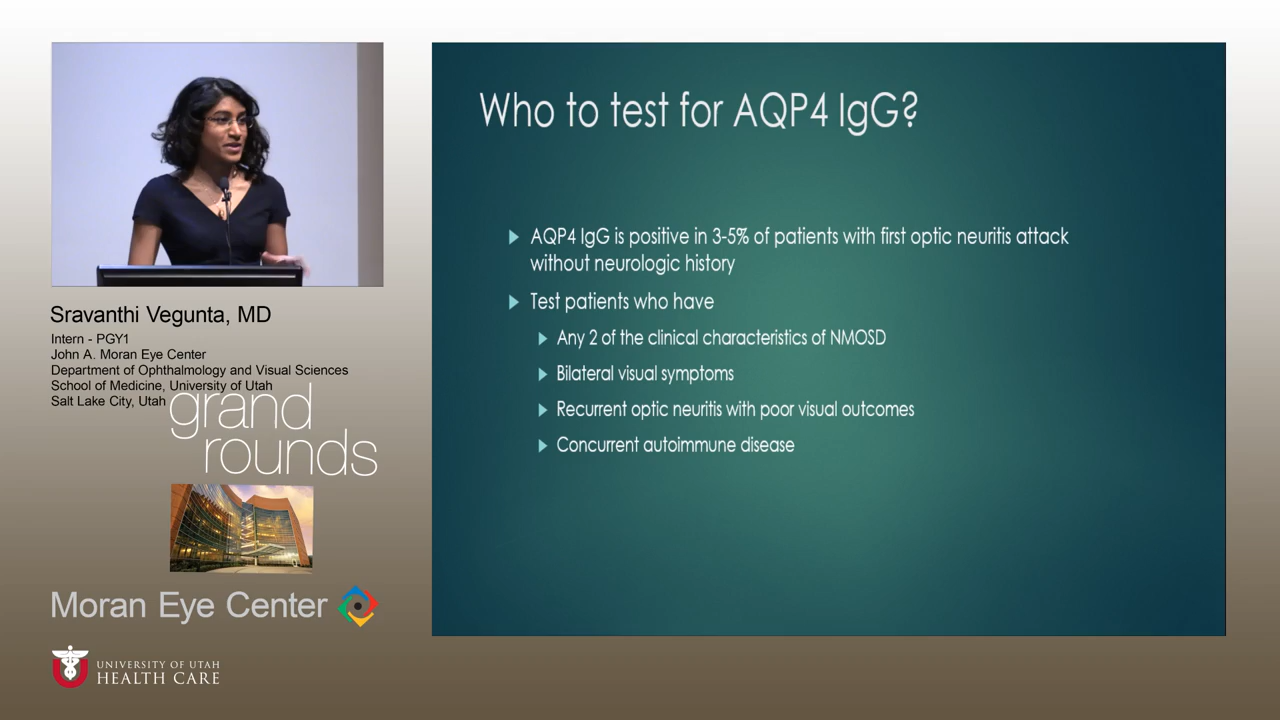 Sravanthi Vegunta, MD
Intern - PGY1
John A. Moran Eye Center
Department of Ophthalmology and Visual Sciences
School of Medicine, University of Utah
Salt Lake City, Utah
grand
rounds
Moran Eye Center
UNIVERSITY OF UTAH
HEALTH CARE
Who to test for AQP4 IgG?
AQP4 IgG is positive in 3-5% of patients with first optic neuritis attack
without neurologic history
Test patients who have
Any 2 of the clinical characteristics of NMOSD
Bilateral visual symptoms
Recurrent optic neuritis with poor visual outcomes
Concurrent autoimmune disease